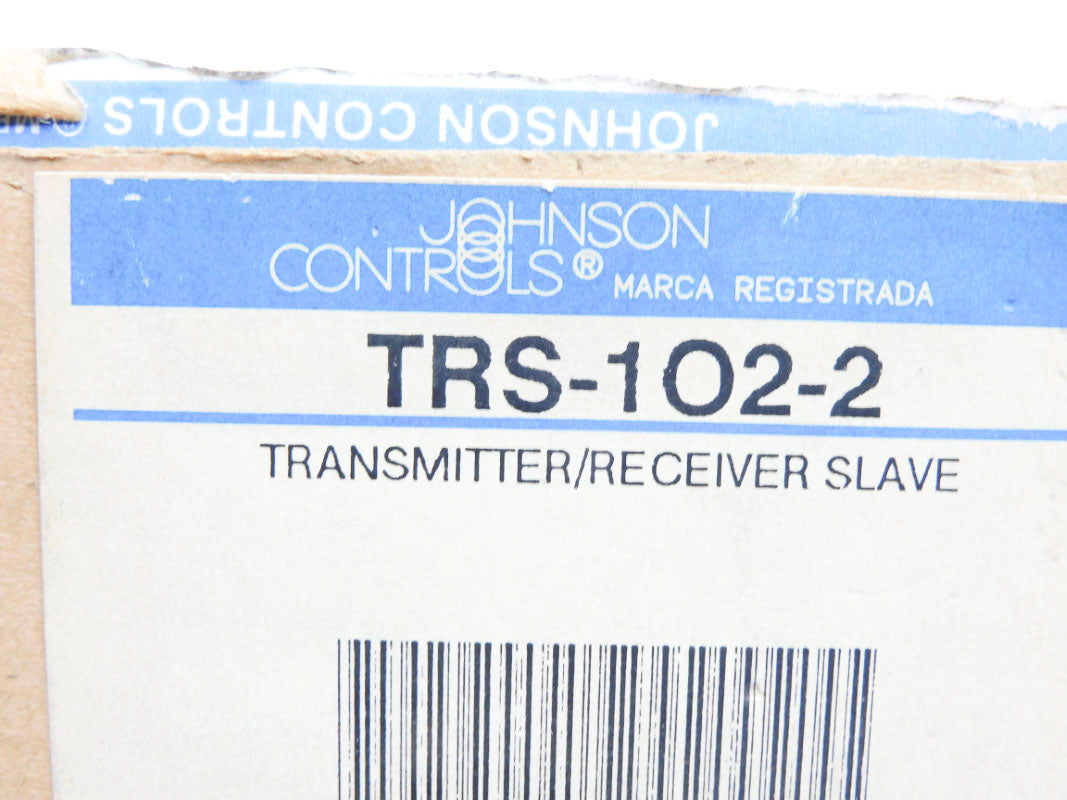 JOHNSON CONTROLS ®
JOHNSON
CONTROLS® MARCA REGISTRADA
TRS-102-2
TRANSMITTER/RECEIVER SLAVE